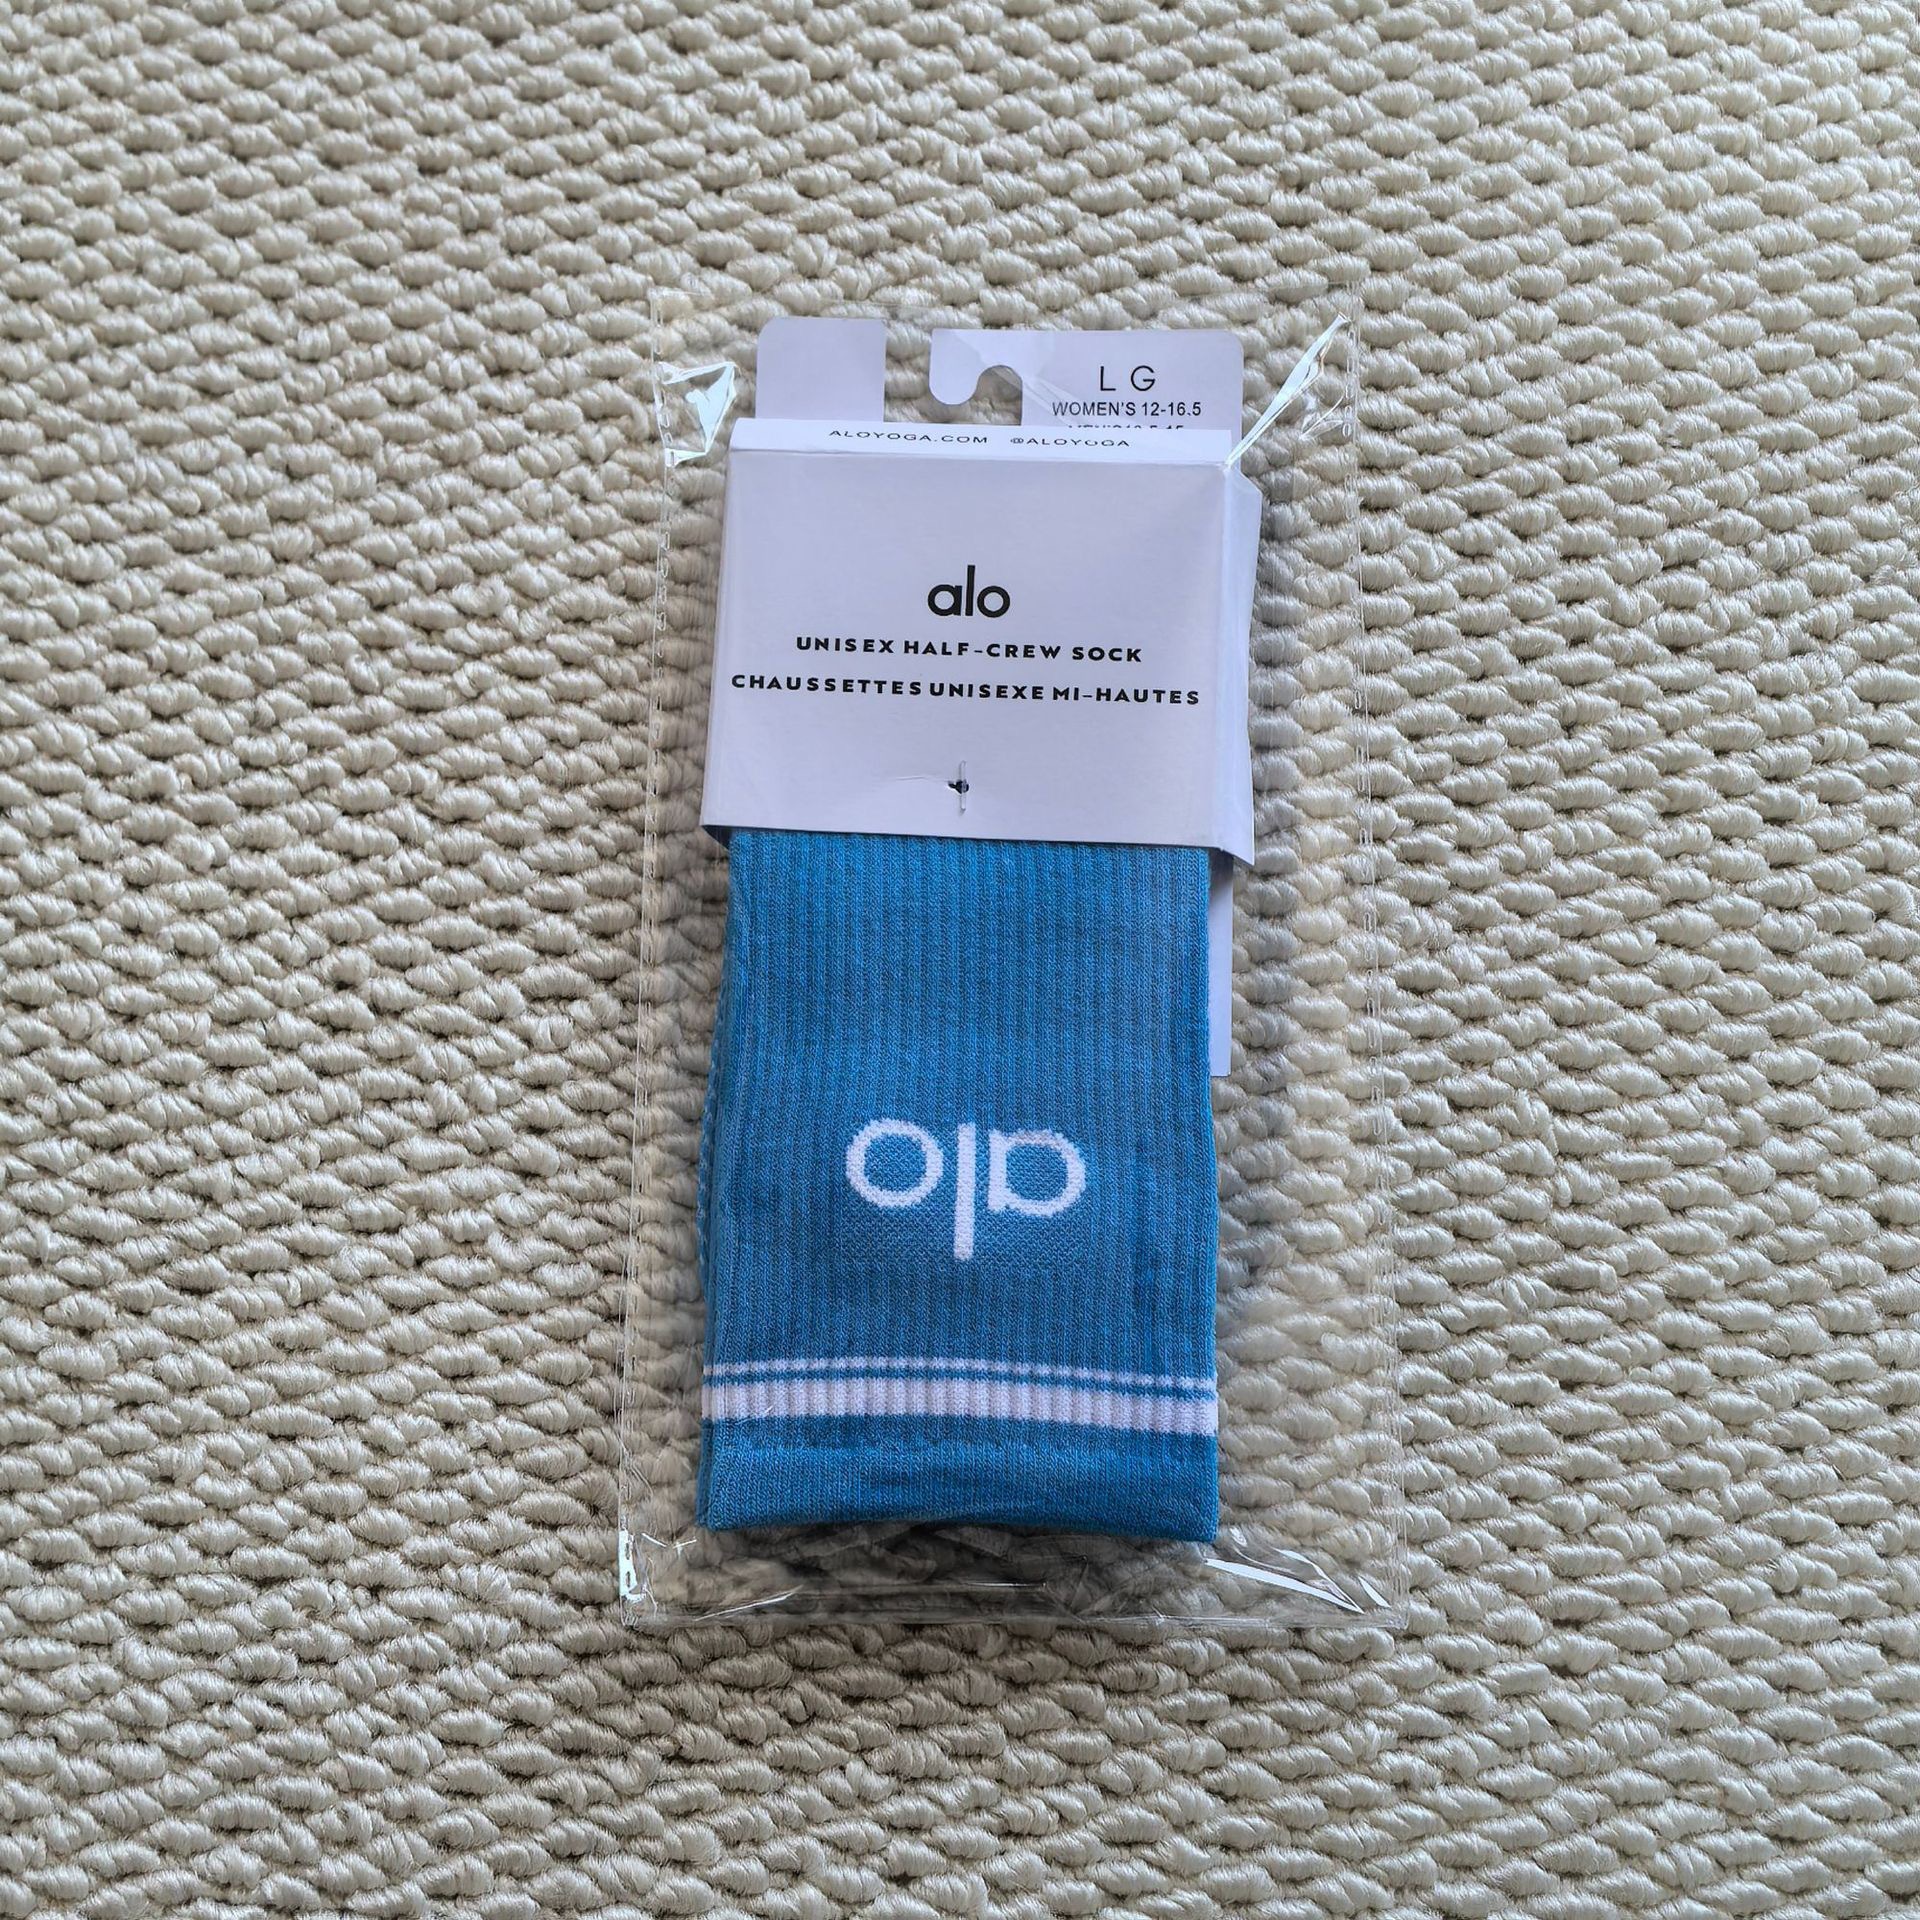 L G
WOMEN'S 12-16.5
ALOYOGA.COM @ALOYOGA
alo
UNISEX HALF-CREW SOCK
CHAUSSETTES UNISEXE MI-HAUTES
alo